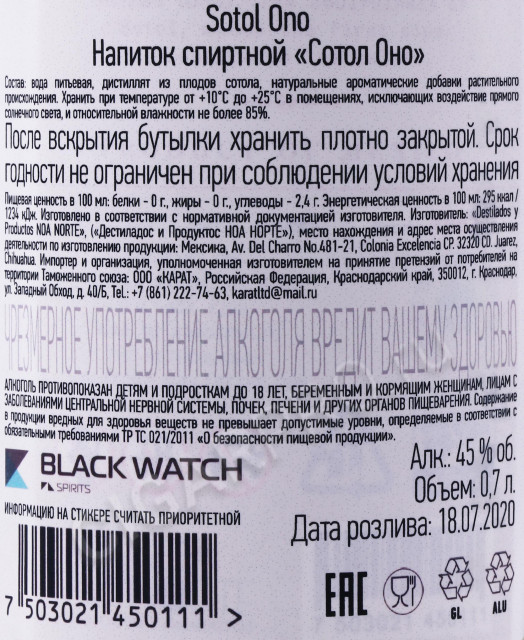 Sotol Ono
Напиток спиртной «Сотол Оно»
Состав: вода питьевая, дистиллят из плодов сотола, натуральные ароматические добавки растительного
происхождения. Хранить при температуре от +10°С до +25°С в помещениях, исключающих воздействие прямого
солнечного света, и относительной влажности не более 85%.
После вскрытия бутылки хранить плотно закрытой. Срок
годности не ограничен при соблюдении условий хранения
Пищевая ценность в 100 мл: белки - 0 г., жиры - 0 г., углеводы - 2,4 г. Энергетическая ценность в 100 мл: 295 ккал /
1234 кДж. Изготовлено в соответствии с нормативной документацией изготовителя. Изготовитель: «Destilados y
Productos NOA NORTE», («Дестиладос и Продуктос НОА НОРТЕ»), место нахождения и адрес места осуществления
деятельности по изготовлению продукции: Мексика, Av. Del Charro No.481-21, Colonia Excelencia CP. 32320 CD. Juarez,
Chihuahua. Импортер и организация, уполномоченная изготовителем на принятие претензий от потребителей на
территории Таможенного союза: ООО «КАРАТ», Российская Федерация, Краснодарский край, 350012, г. Краснодар,
ул. Западный Обход, д. 40/Б, Tel.: +7 (861) 222-74-63, karatltd@mail.ru
ЧРЕЗМЕРНОЕ УПОТРЕБЛЕНИЕ АЛКОГОЛЯ ВРЕДИТ ВАШЕМУ ЗДОРОВЬЮ
АЛКОГОЛЬ ПРОТИВОПОКАЗАН ДЕТЯМ И ПОДРОСТКАМ ДО 18 ЛЕТ, БЕРЕМЕННЫМ И КОРМЯЩИМ ЖЕНЩИНАМ, ЛИЦАМ С
ЗАБОЛЕВАНИЯМИ ЦЕНТРАЛЬНОЙ НЕРВНОЙ СИСТЕМЫ, ПОЧЕК, ПЕЧЕНИ И ДРУГИХ ОРГАНОВ ПИЩЕВАРЕНИЯ. Содержание
в продукции вредных для здоровья веществ не превышает допустимые уровни, определяемые в соответствии с
обязательными требованиями ТР ТС 021/2011 «О безопасности пищевой продукции».
BLACK WATCH
SPIRITS
Алк.: 45 % об.
Объем: 0,7 л.
Дата розлива: 18.07.2020
ИНФОРМАЦИЮ НА СТИКЕРЕ СЧИТАТЬ ПРИОРИТЕТНОЙ
7 503021 450111 >
EAC
GL
ALU